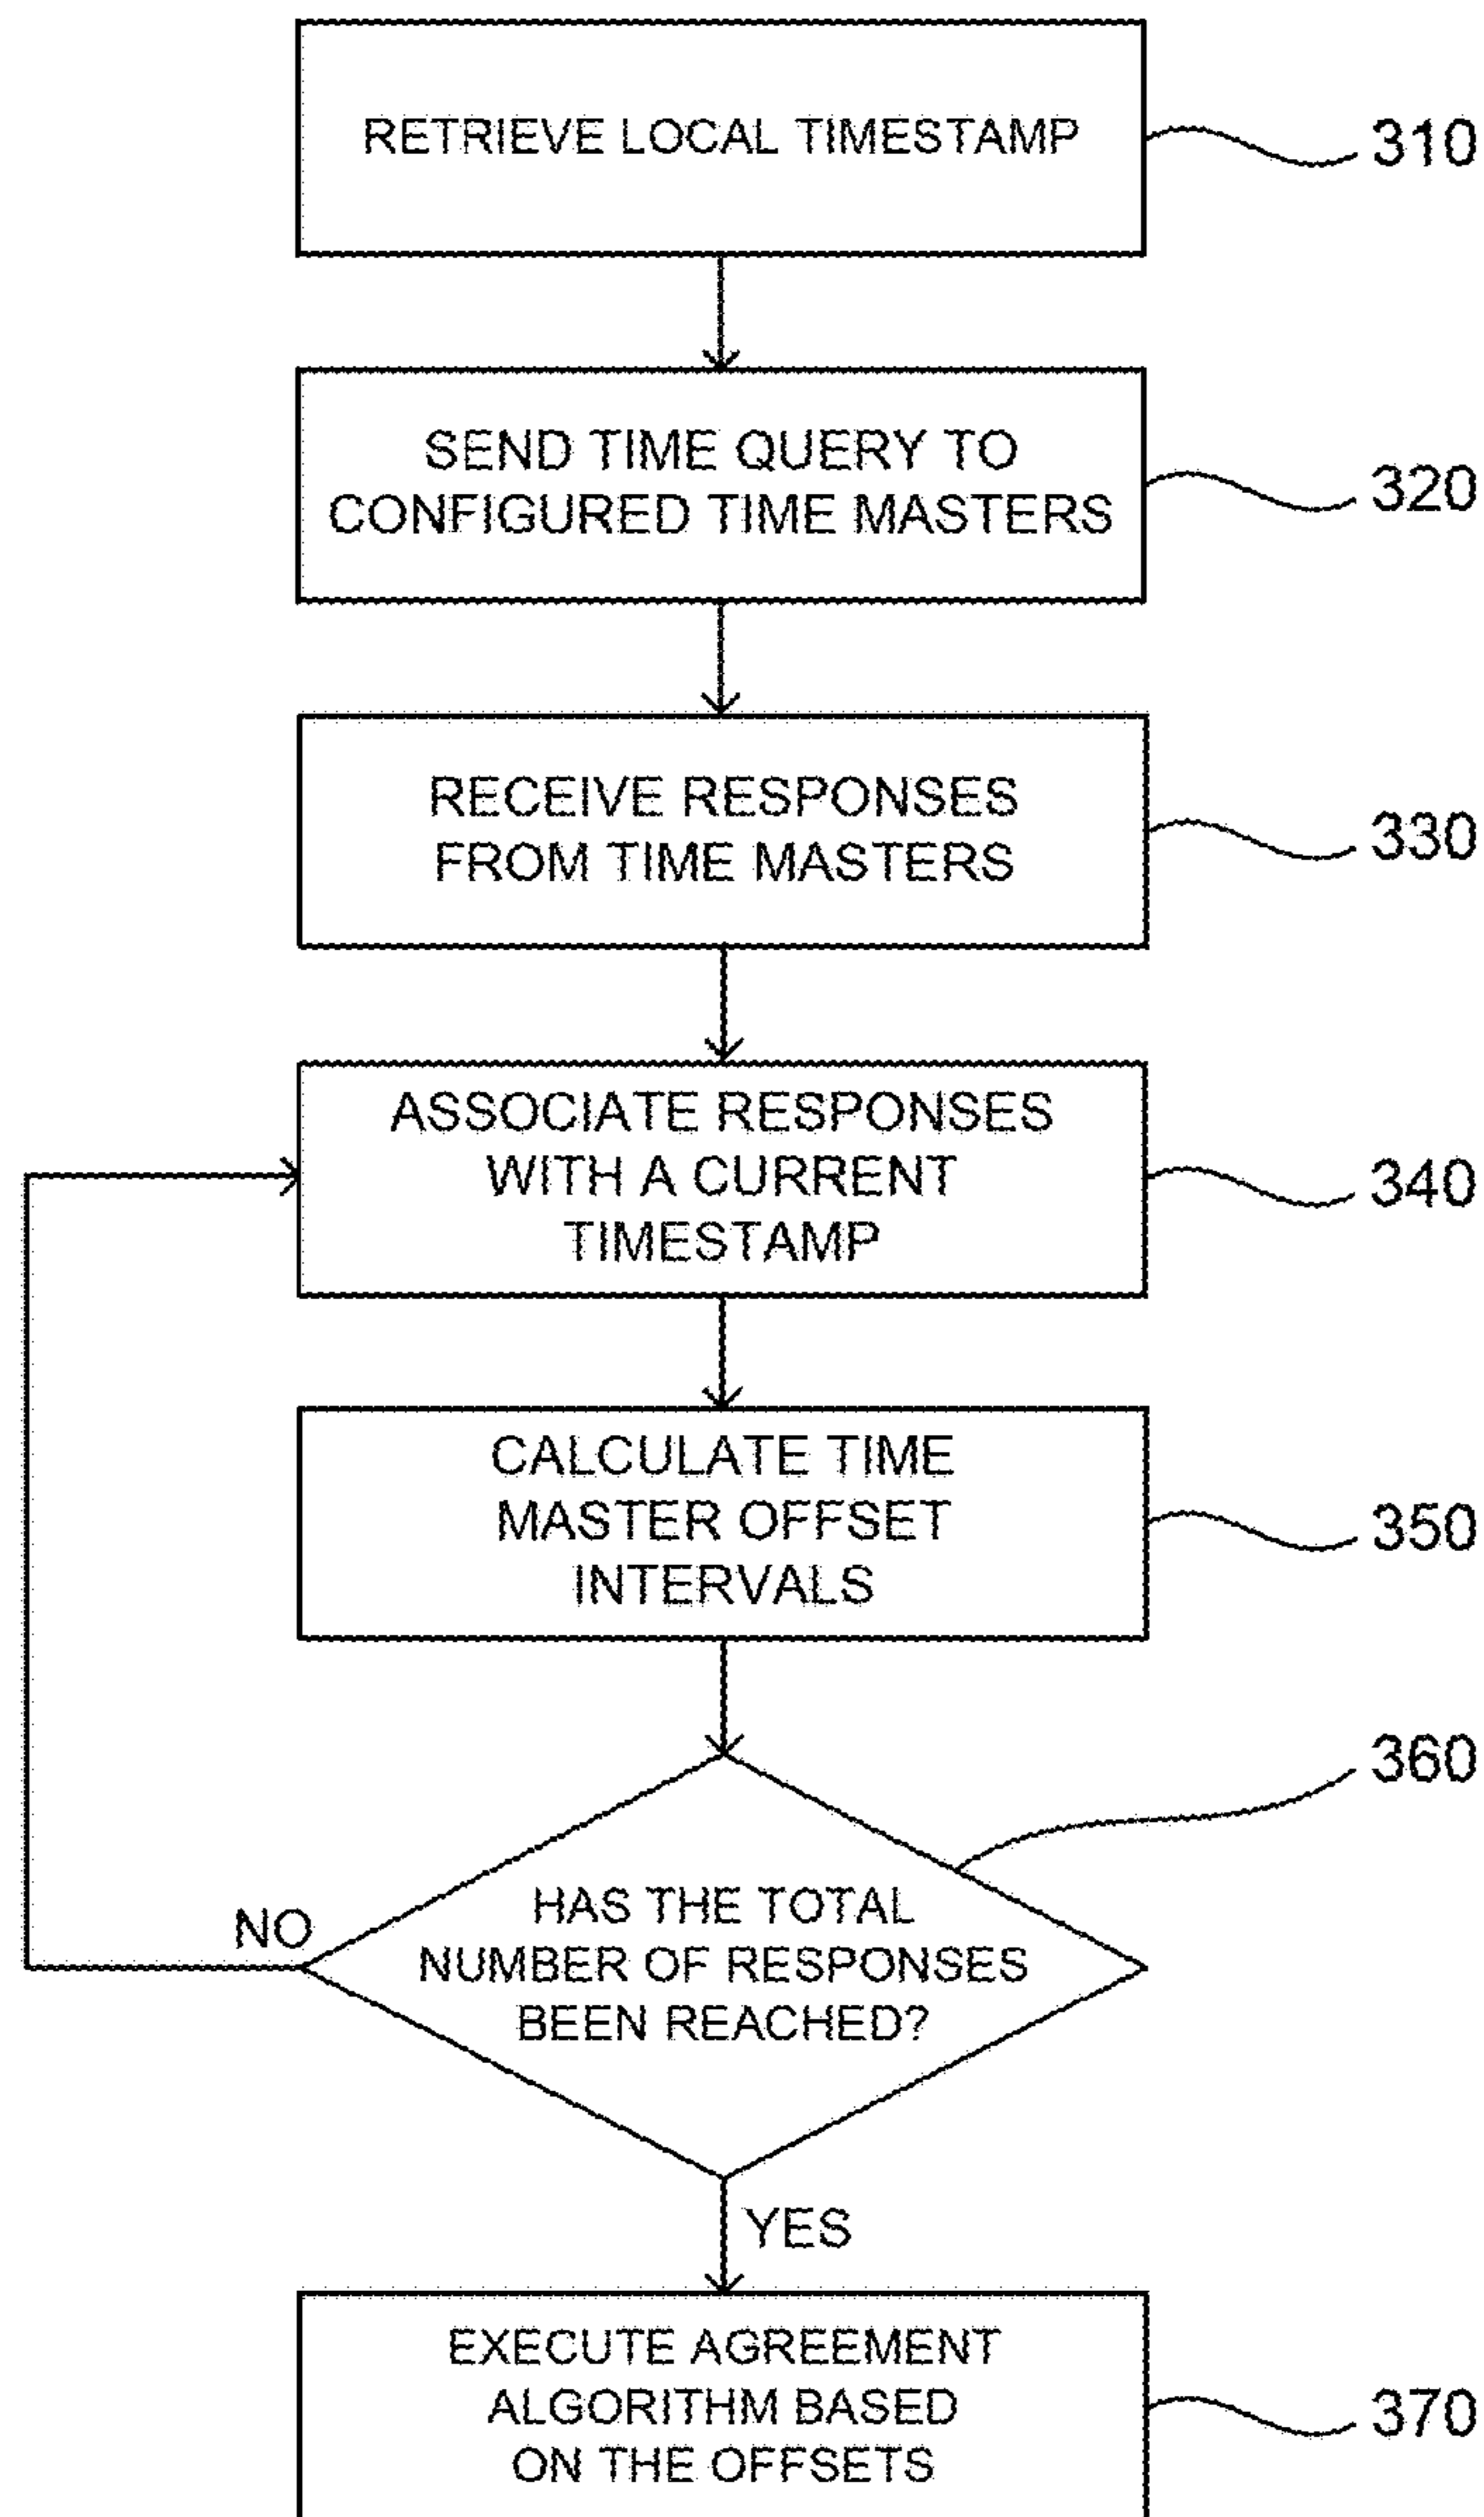 RETRIEVE LOCAL TIMESTAMP
310
SEND TIME QUERY TO
CONFIGURED TIME MASTERS
320
RECEIVE RESPONSES
FROM TIME MASTERS
330
ASSOCIATE RESPONSES
WITH A CURRENT
TIMESTAMP
340
CALCULATE TIME
MASTER OFFSET
INTERVALS
350
360
HAS THE TOTAL
NUMBER OF RESPONSES
BEEN REACHED?
NO
YES
EXECUTE AGREEMENT
ALGORITHM BASED
ON THE OFFSETS
370